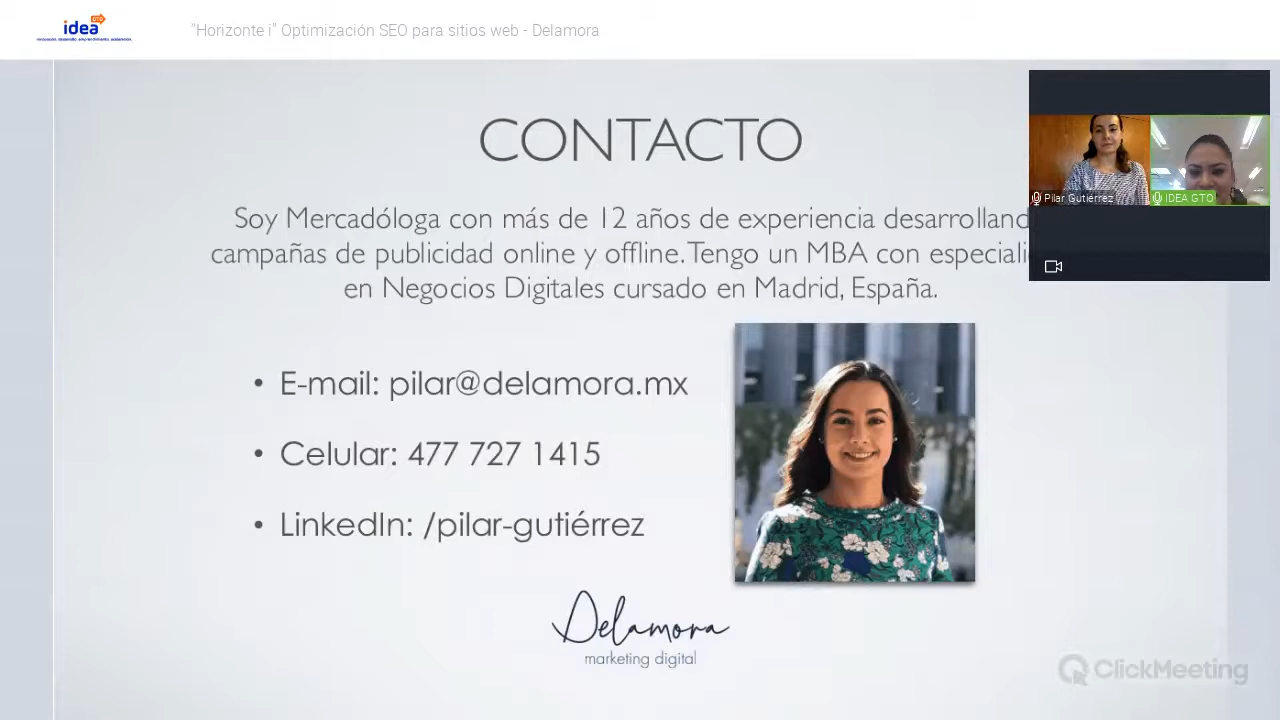 idea GTO
"Horizonte i" Optimización SEO para sitios web - Delamora
CONTACTO
Soy Mercadóloga con más de 12 años de experiencia desarrolland
campañas de publicidad online y offline. Tengo un MBA con especiali
en Negocios Digitales cursado en Madrid, España.
Pilar Gutiérrez
IDEA GTO
• E-mail: pilar@delamora.mx
• Celular: 477 727 1415
• LinkedIn: /pilar-gutiérrez
Delamora
marketing digital
ClickMeeting